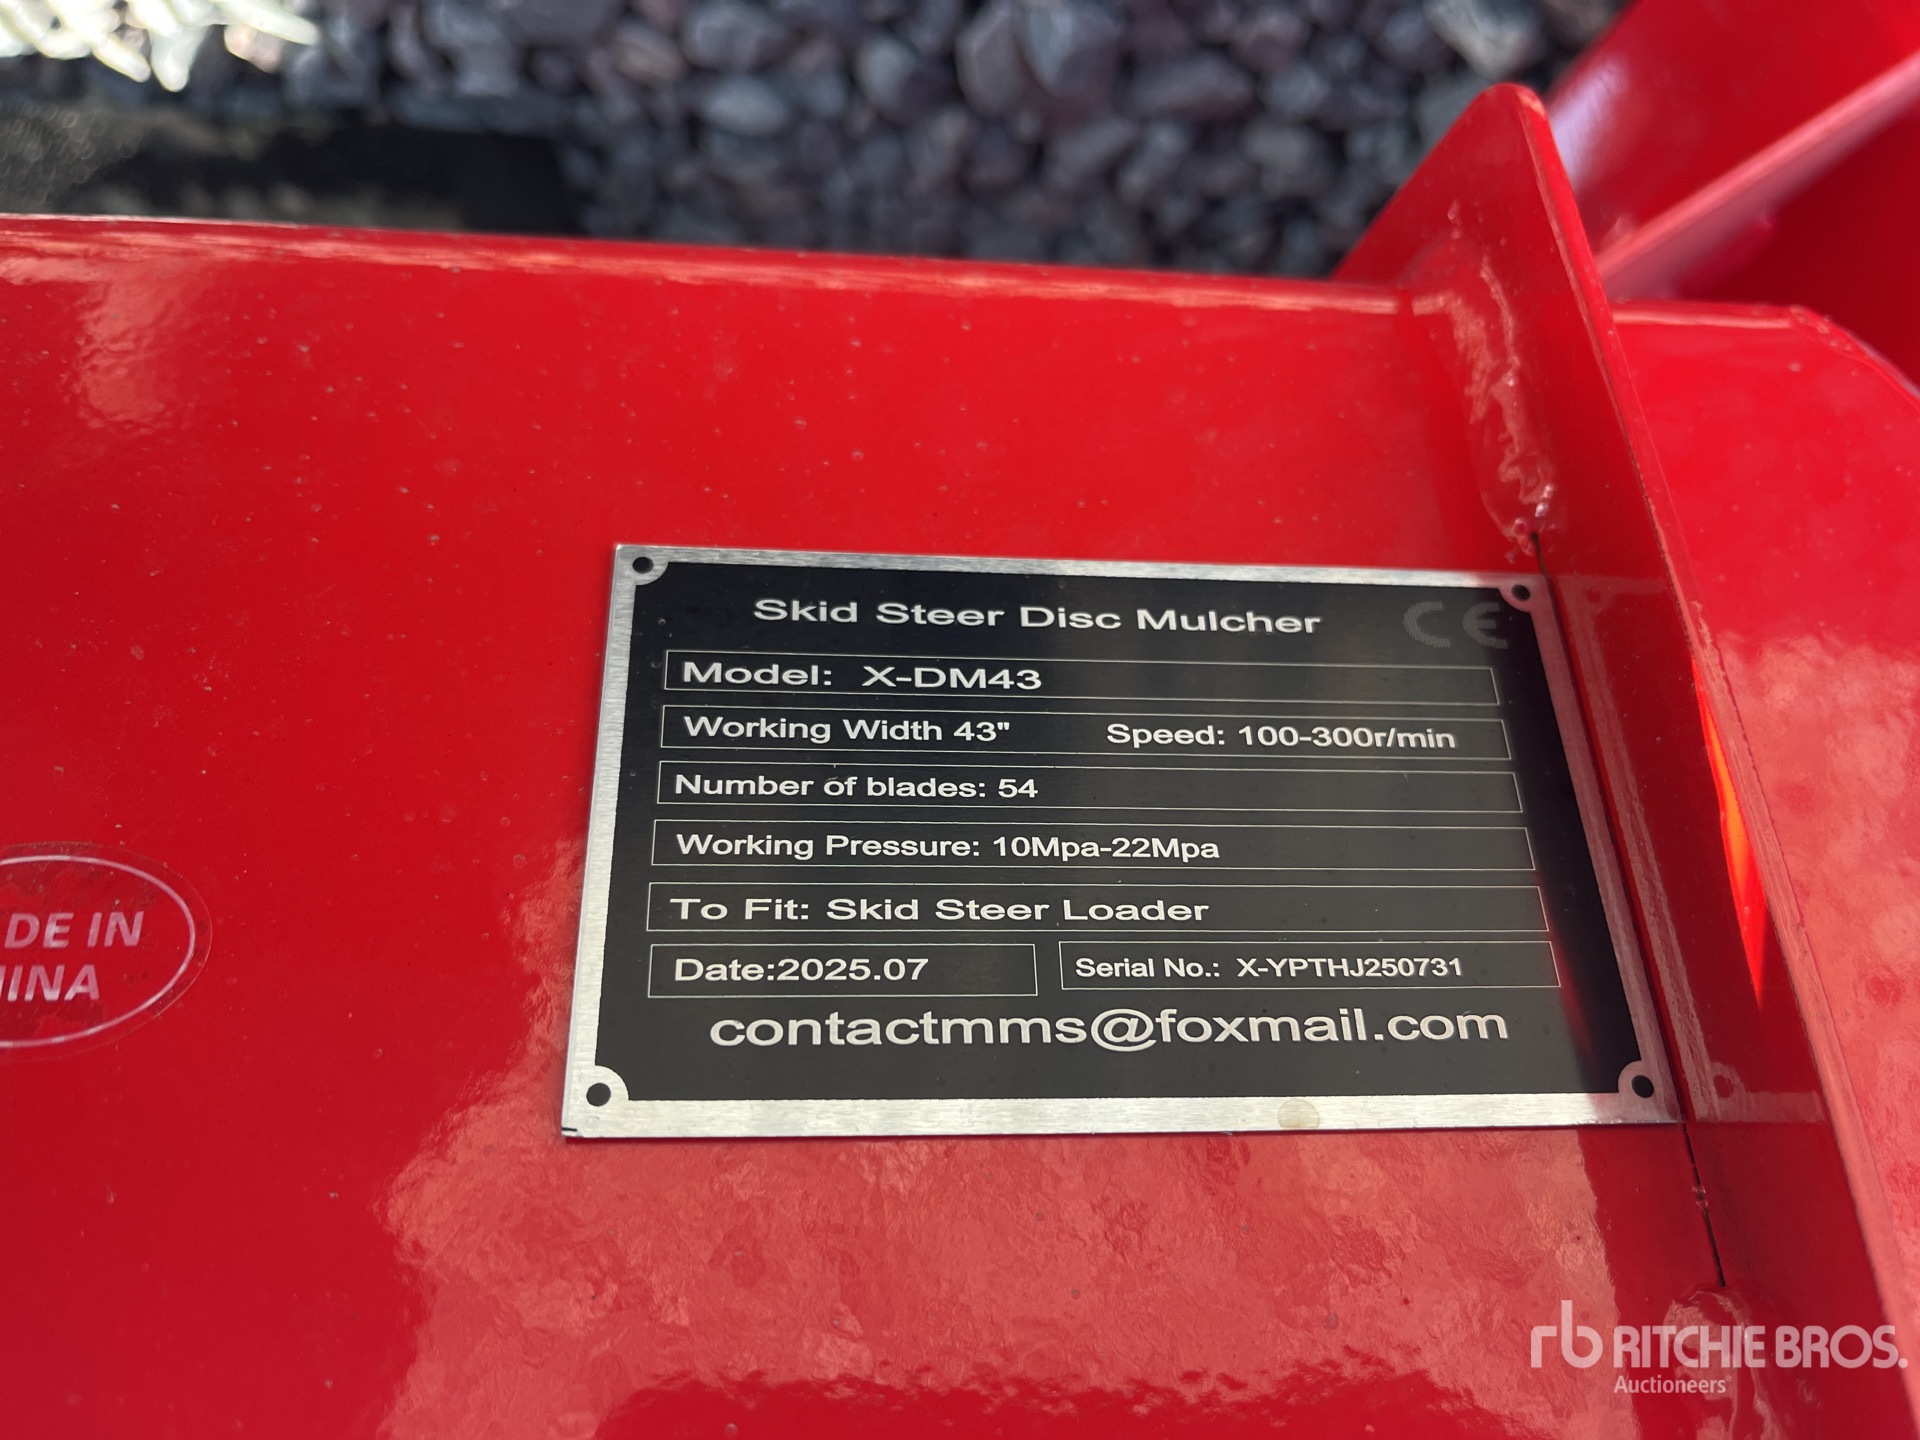 Skid Steer Disc Mulcher CE
Model: X-DM43
Working Width 43" Speed: 100-300r/min
Number of blades: 54
Working Pressure: 10Mpa-22Mpa
To Fit: Skid Steer Loader
Date:2025.07 Serial No.: X-YPTHJ250731
contactmms@foxmail.com
DE IN
INA
rb RITCHIE BROS.
Auctioneers